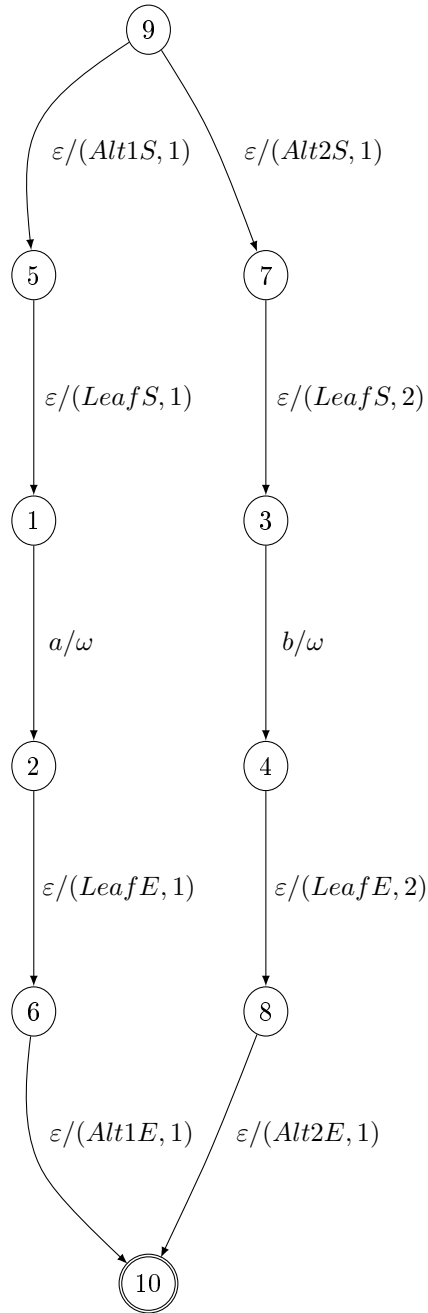 9
ε/(Alt1S, 1) ε/(Alt2S, 1)
5 7
ε/(LeafS, 1) ε/(LeafS, 2)
1 3
a/ω b/ω
2 4
ε/(LeafE, 1) ε/(LeafE, 2)
6 8
ε/(Alt1E, 1) ε/(Alt2E, 1)
10